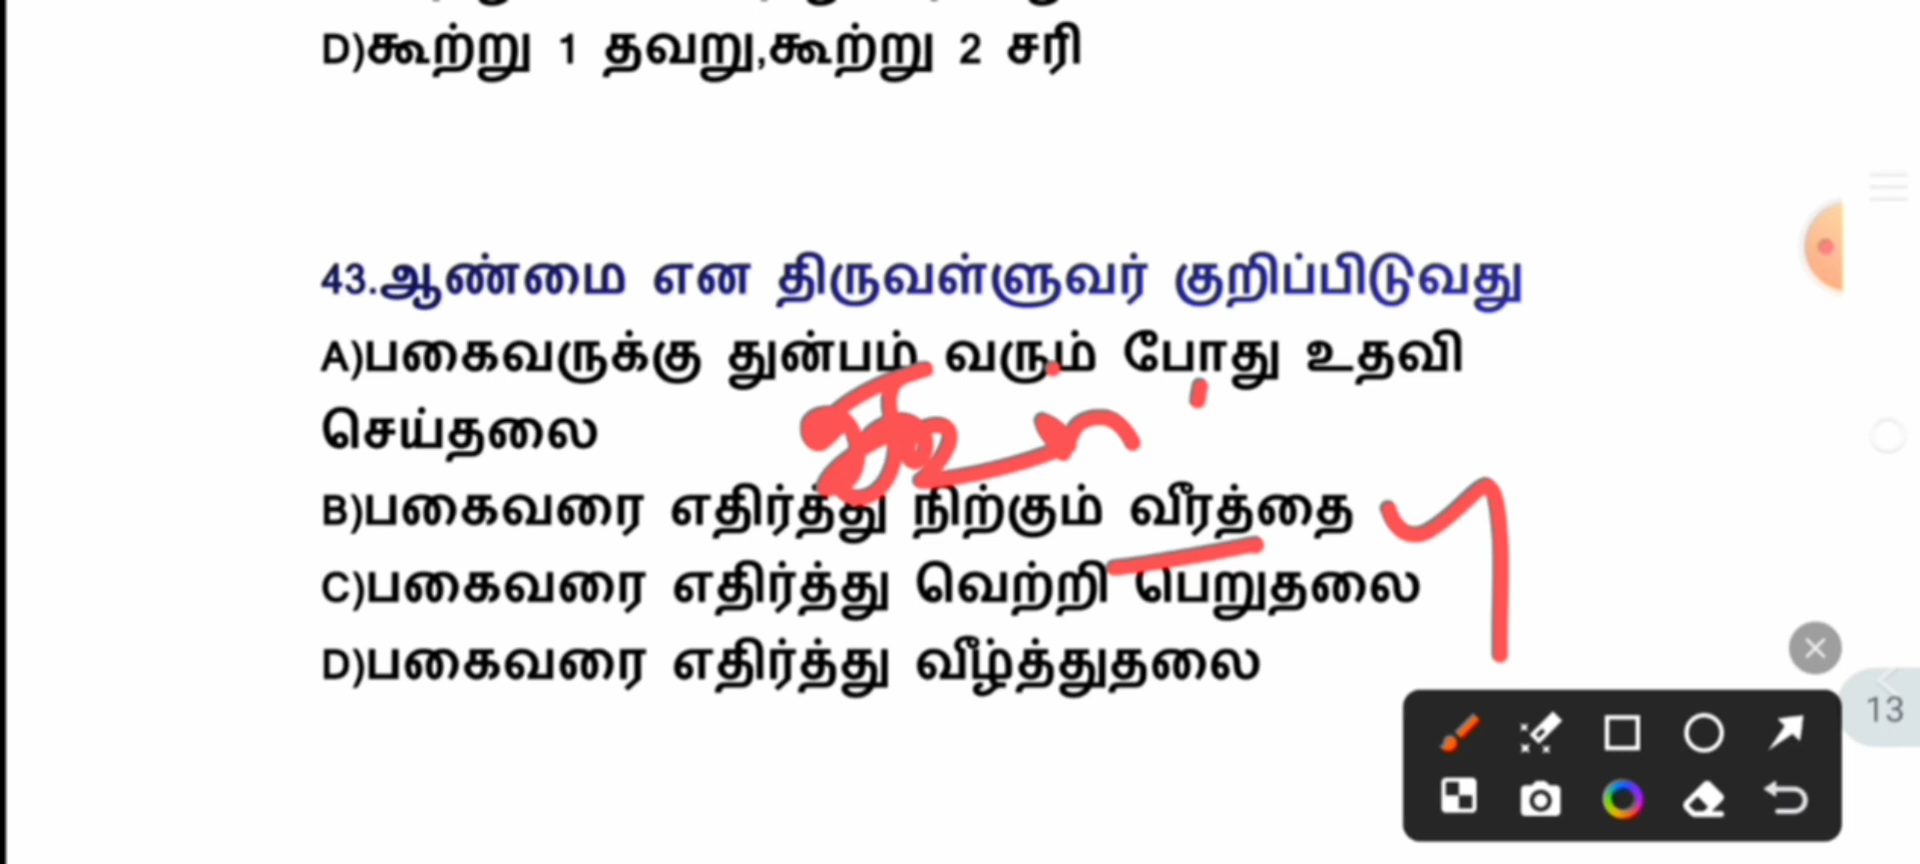 D)கூற்று 1 தவறு,கூற்று 2 சரி
43.ஆண்மை என திருவள்ளுவர் குறிப்பிடுவது
A)பகைவருக்கு துன்பம் வரும் போது உதவி
செய்தலை
B)பகைவரை எதிர்த்து நிற்கும் வீரத்தை
C)பகைவரை எதிர்த்து வெற்றி பெறுதலை
D)பகைவரை எதிர்த்து வீழ்த்துதலை
13